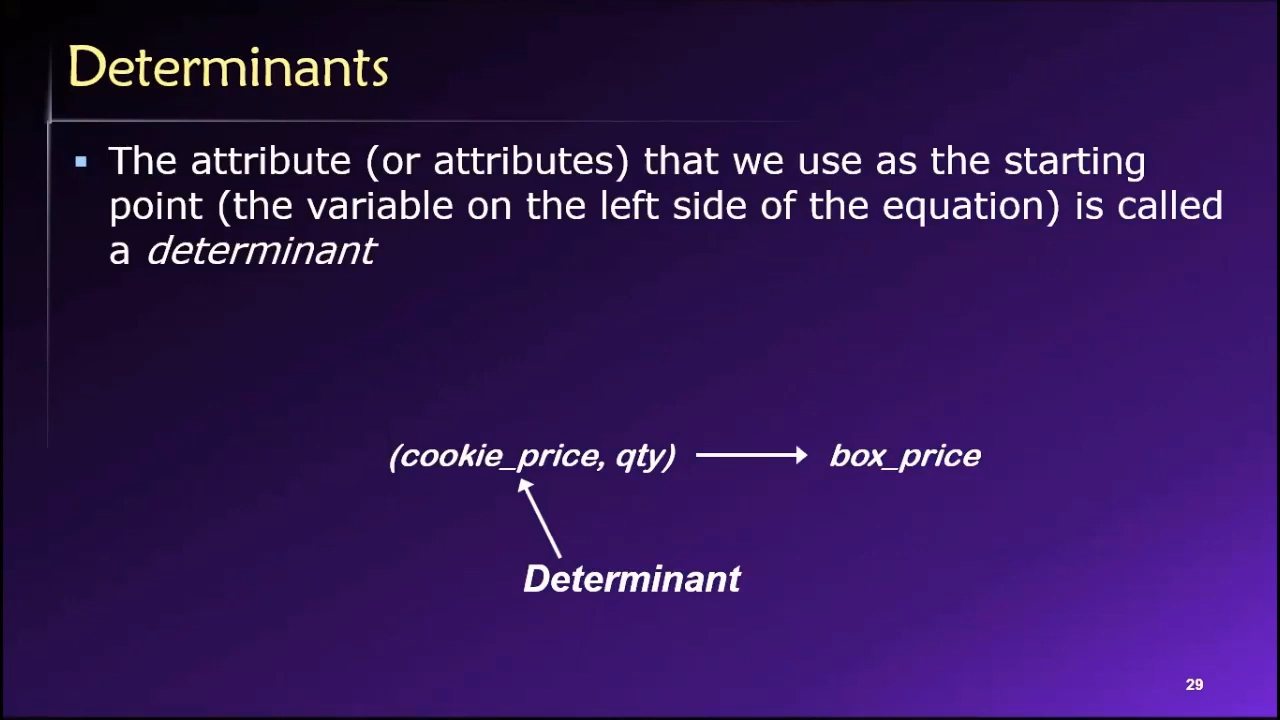 Determinants
The attribute (or attributes) that we use as the starting
point (the variable on the left side of the equation) is called
a determinant
(cookie_price, qty) → box_price
Determinant
29